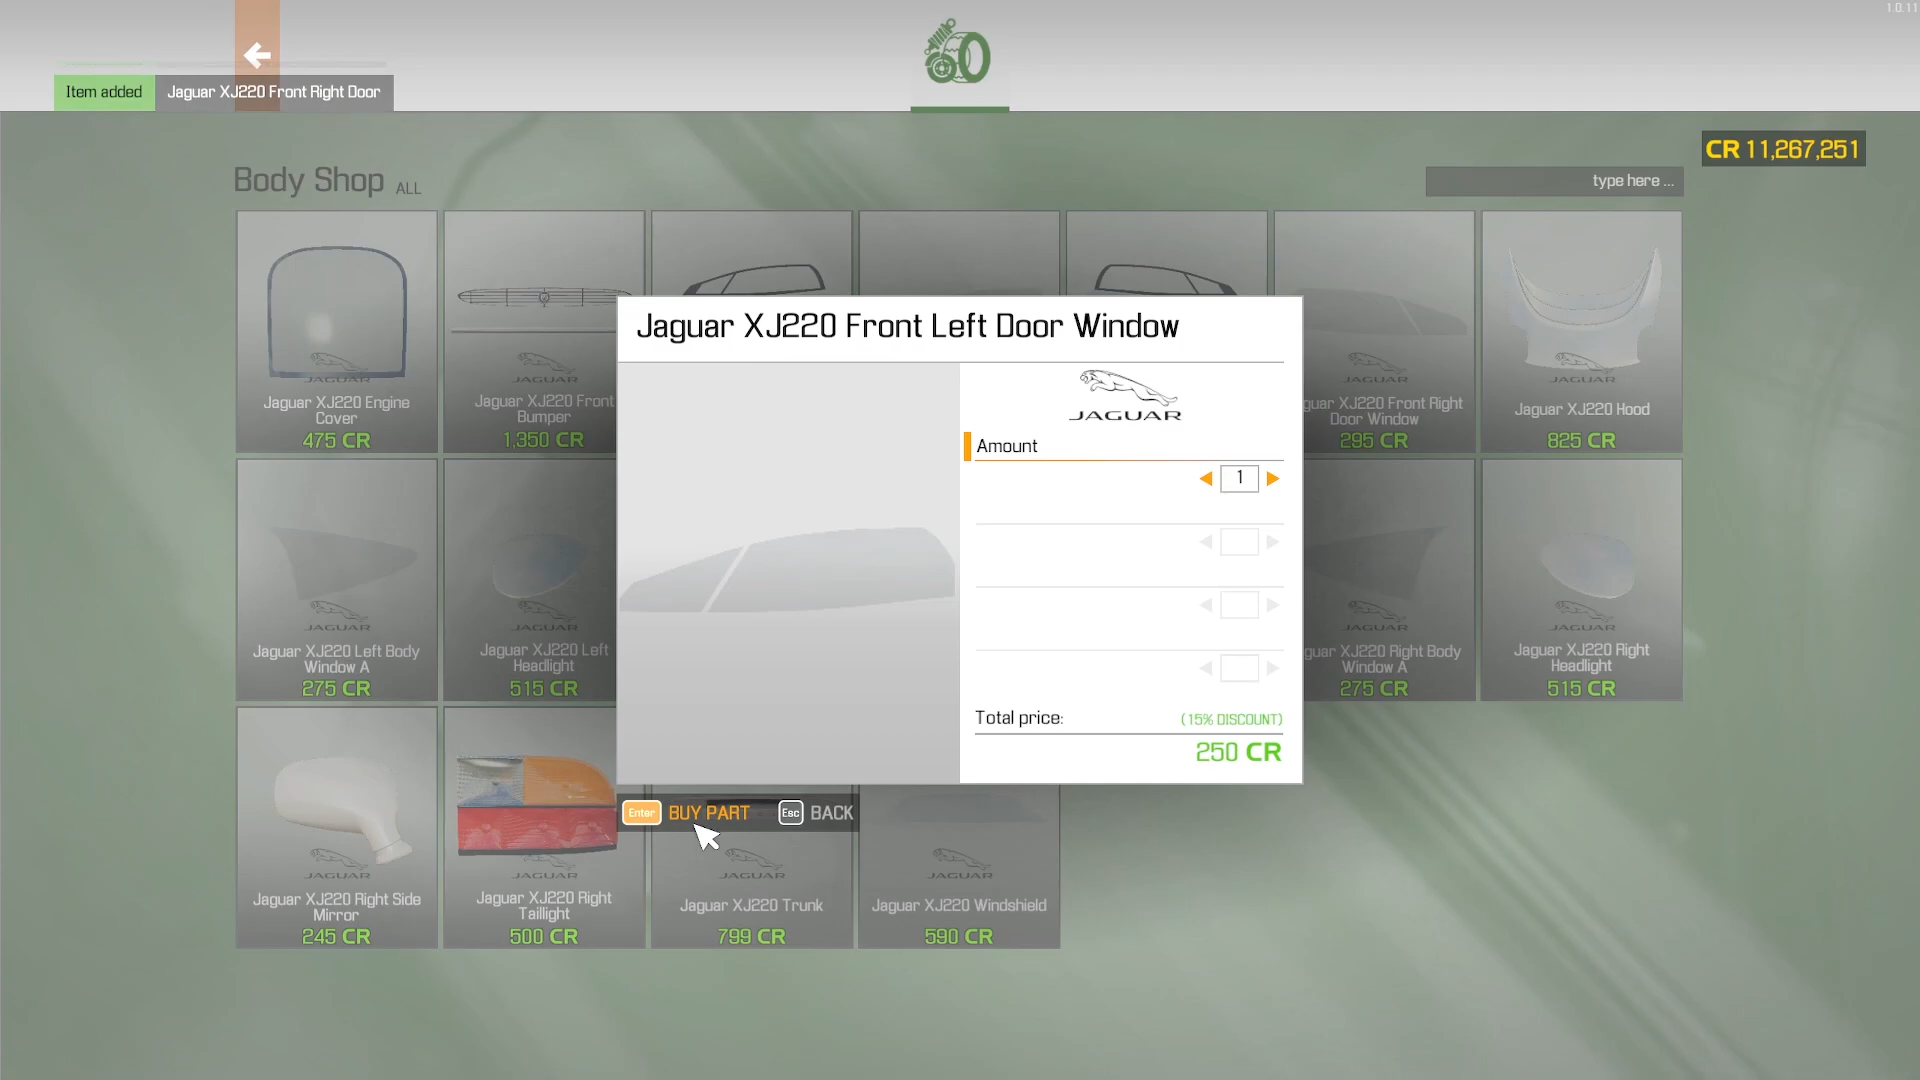 1.0.11
Item added
Jaguar XJ220 Front Right Door
CR 11,267,251
Body Shop ALL
type here ...
JAGUAR
Jaguar XJ220 Engine
Cover
475 CR
JAGUAR
Jaguar XJ220 Front
Bumper
1,350 CR
JAGUAR
guar XJ220 Front Right
Door Window
295 CR
JAGUAR
Jaguar XJ220 Hood
825 CR
Jaguar XJ220 Front Left Door Window
JAGUAR
Amount
1
Total price:
(15% DISCOUNT)
250 CR
Enter BUY PART
Esc BACK
JAGUAR
Jaguar XJ220 Left Body
Window A
275 CR
JAGUAR
Jaguar XJ220 Left
Headlight
515 CR
JAGUAR
guar XJ220 Right Body
Window A
275 CR
JAGUAR
Jaguar XJ220 Right
Headlight
515 CR
JAGUAR
Jaguar XJ220 Right Side
Mirror
245 CR
JAGUAR
Jaguar XJ220 Right
Taillight
500 CR
JAGUAR
Jaguar XJ220 Trunk
799 CR
JAGUAR
Jaguar XJ220 Windshield
590 CR